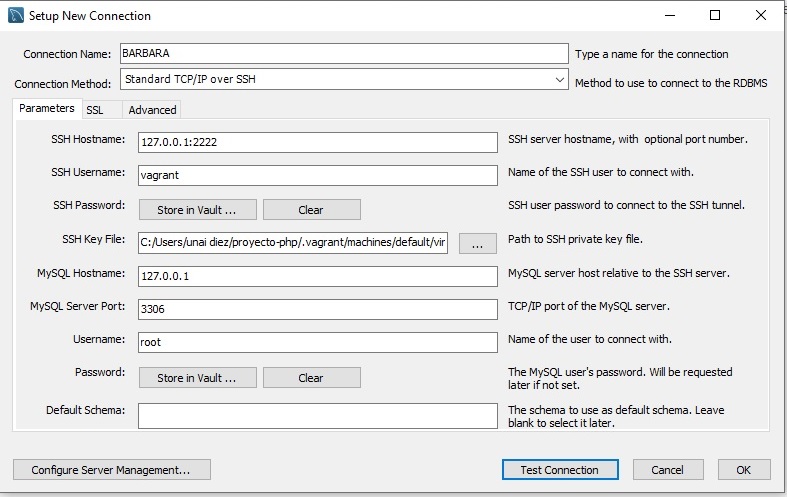 Setup New Connection
Connection Name: BARBARA Type a name for the connection
Connection Method: Standard TCP/IP over SSH Method to use to connect to the RDBMS
Parameters SSL Advanced
SSH Hostname: 127.0.0.1:2222 SSH server hostname, with optional port number.
SSH Username: vagrant Name of the SSH user to connect with.
SSH Password: Store in Vault ... Clear SSH user password to connect to the SSH tunnel.
SSH Key File: C:/Users/unai diez/proyecto-php/.vagrant/machines/default/vir ... Path to SSH private key file.
MySQL Hostname: 127.0.0.1 MySQL server host relative to the SSH server.
MySQL Server Port: 3306 TCP/IP port of the MySQL server.
Username: root Name of the user to connect with.
Password: Store in Vault ... Clear The MySQL user's password. Will be requested
later if not set.
Default Schema: The schema to use as default schema. Leave
blank to select it later.
Configure Server Management... Test Connection Cancel OK